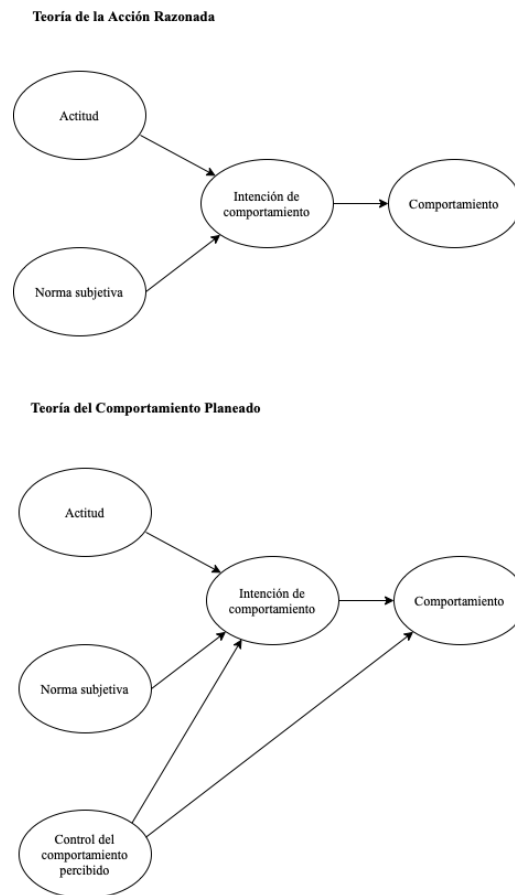 Teoría de la Acción Razonada
Actitud
Intención de
comportamiento
Comportamiento
Norma subjetiva
Teoría del Comportamiento Planeado
Actitud
Intención de
comportamiento
Comportamiento
Norma subjetiva
Control del
comportamiento
percibido